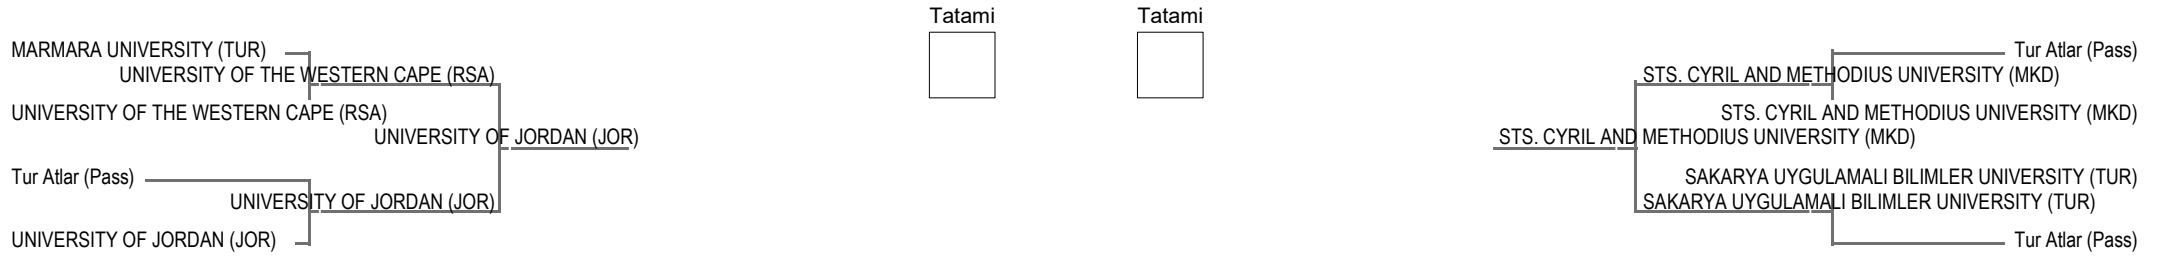 Tatami
Tatami
MARMARA UNIVERSITY (TUR)
Tur Atlar (Pass)
UNIVERSITY OF THE WESTERN CAPE (RSA)
STS. CYRIL AND METHODIUS UNIVERSITY (MKD)
UNIVERSITY OF THE WESTERN CAPE (RSA)
STS. CYRIL AND METHODIUS UNIVERSITY (MKD)
UNIVERSITY OF JORDAN (JOR)
STS. CYRIL AND METHODIUS UNIVERSITY (MKD)
Tur Atlar (Pass)
SAKARYA UYGULAMALI BILIMLER UNIVERSITY (TUR)
UNIVERSITY OF JORDAN (JOR)
SAKARYA UYGULAMALI BILIMLER UNIVERSITY (TUR)
UNIVERSITY OF JORDAN (JOR)
Tur Atlar (Pass)